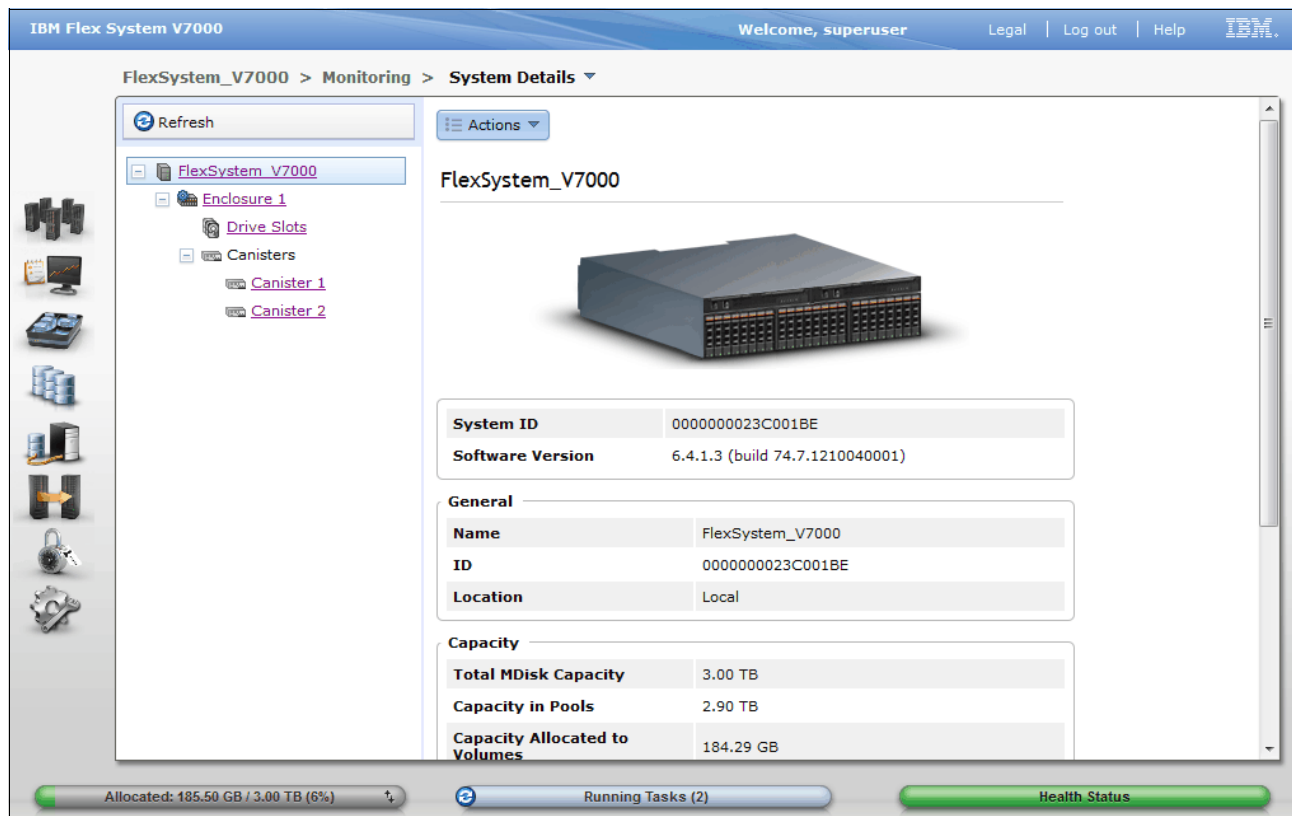 IBM Flex System V7000
Welcome, superuser
Legal | Log out | Help
IBM.
FlexSystem_V7000 > Monitoring > System Details
Refresh
Actions
FlexSystem_V7000
Enclosure 1
Drive Slots
Canisters
Canister 1
Canister 2
FlexSystem_V7000
System ID 0000000023C001BE
Software Version 6.4.1.3 (build 74.7.1210040001)
General
Name FlexSystem_V7000
ID 0000000023C001BE
Location Local
Capacity
Total MDisk Capacity 3.00 TB
Capacity in Pools 2.90 TB
Capacity Allocated to
Volumes 184.29 GB
Allocated: 185.50 GB / 3.00 TB (6%)
Running Tasks (2)
Health Status